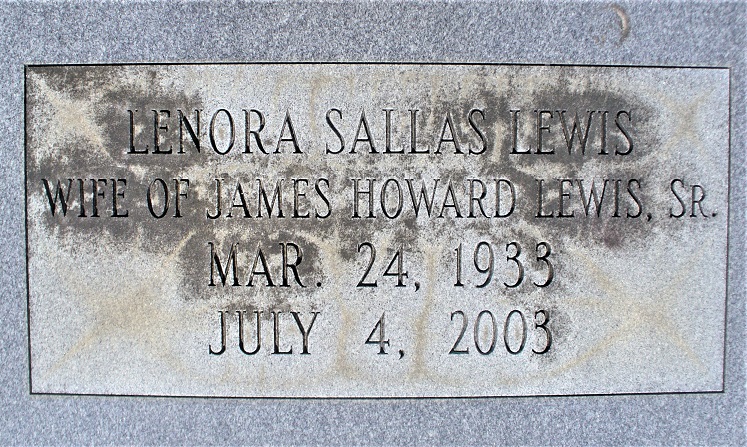 LENORA SALLAS LEWIS
WIFE OF JAMES HOWARD LEWIS, SR.
MAR. 24, 1933
JULY 4, 2003